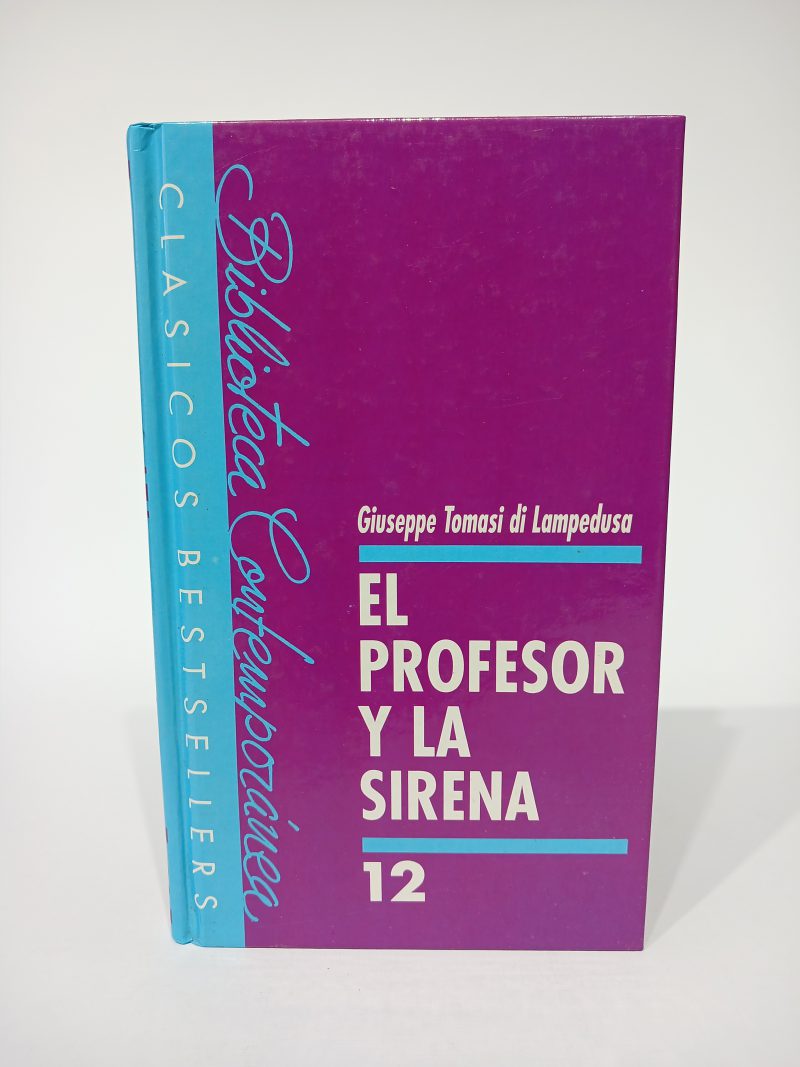 CLASICOS BESTSELLERS
Biblioteca Contemporánea
Giuseppe Tomasi di Lampedusa
EL
PROFESOR
Y LA
SIRENA
12